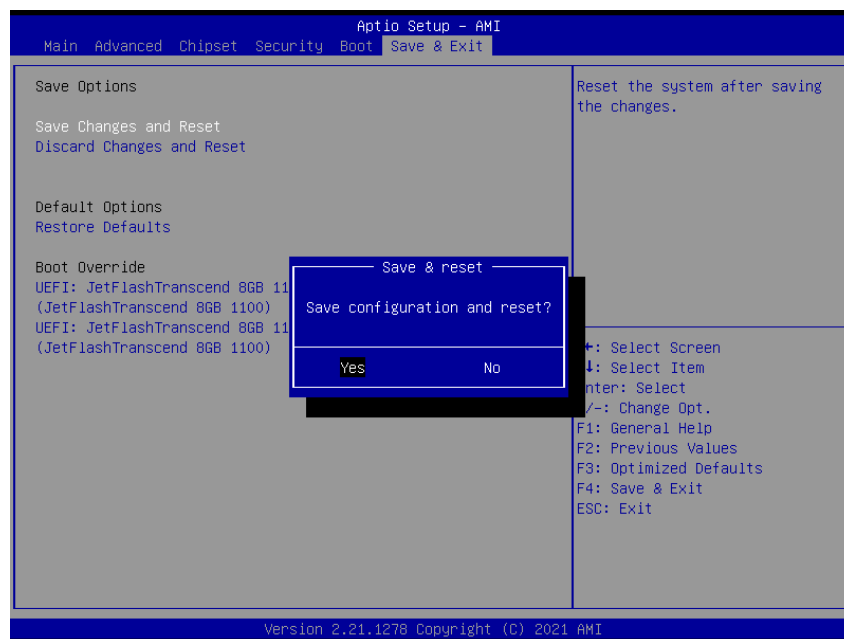 Aptio Setup – AMI
Main Advanced Chipset Security Boot Save & Exit
Save Options
Save Changes and Reset
Discard Changes and Reset
Default Options
Restore Defaults
Boot Override
UEFI: JetFlashTranscend 8GB 11
(JetFlashTranscend 8GB 1100)
UEFI: JetFlashTranscend 8GB 11
(JetFlashTranscend 8GB 1100)
Save & reset
Save configuration and reset?
Yes No
Reset the system after saving
the changes.
: Select Screen
: Select Item
nter: Select
/-: Change Opt.
F1: General Help
F2: Previous Values
F3: Optimized Defaults
F4: Save & Exit
ESC: Exit
Version 2.21.1278 Copyright (C) 2021 AMI